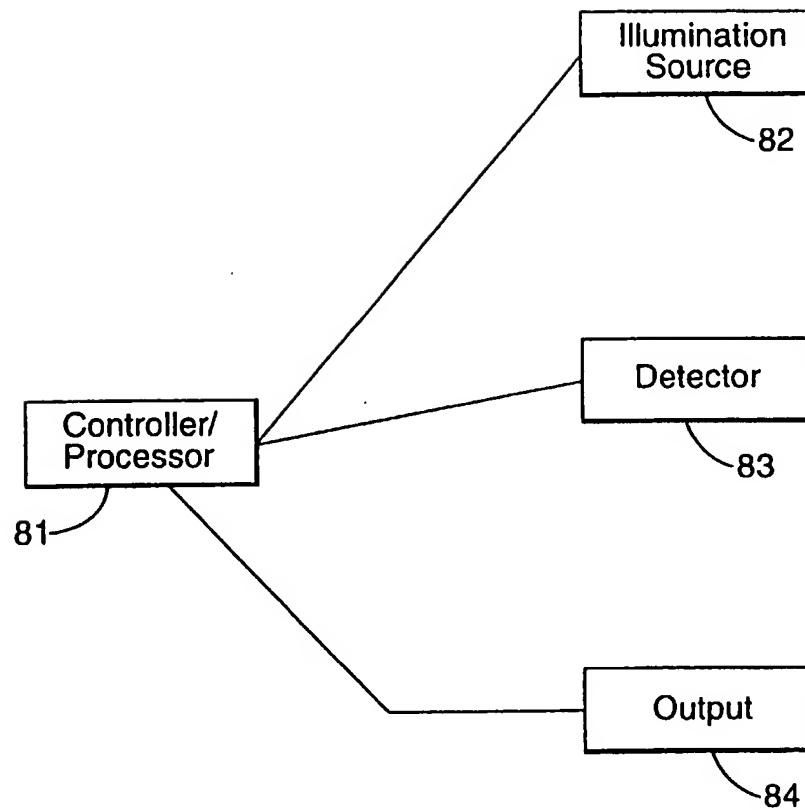 Illumination
Source
82
Detector
83
Controller/
Processor
81
Output
84